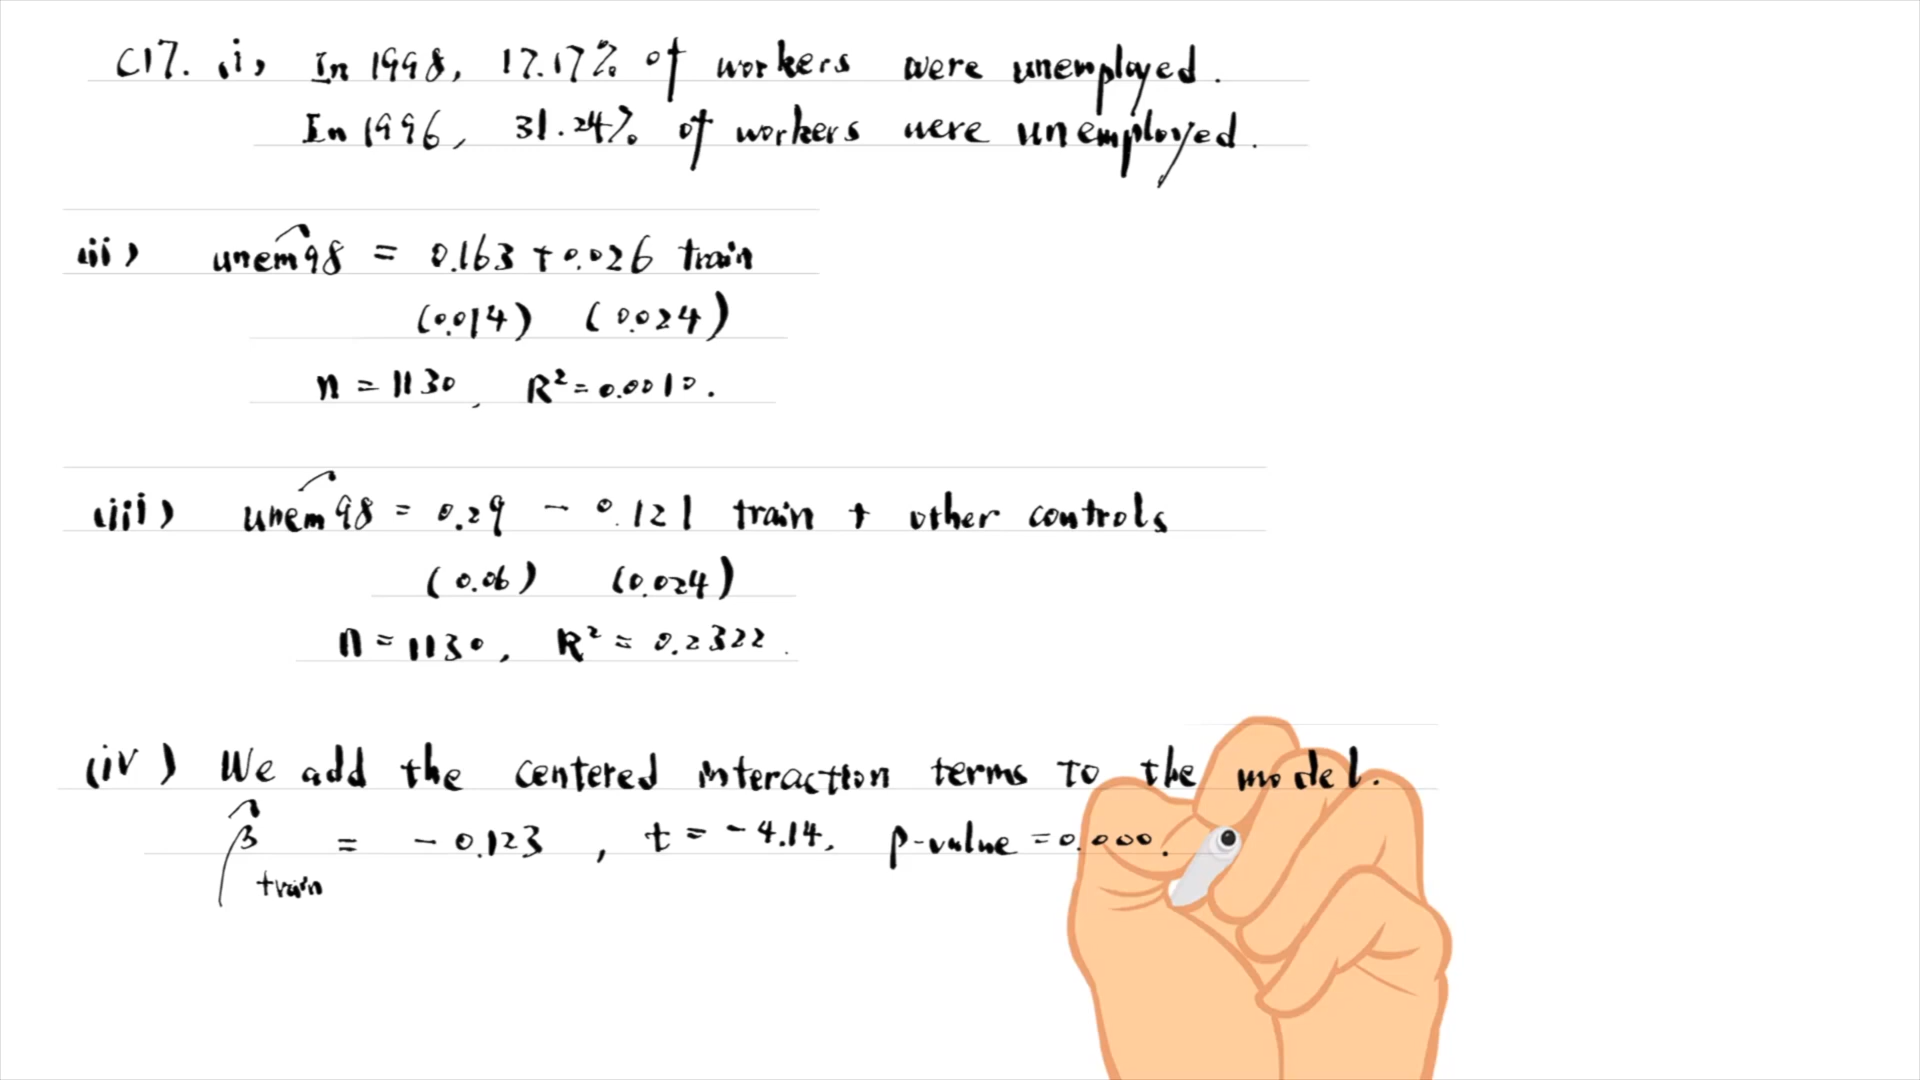 C17. (i) In 1998, 17.17% of workers were unemployed.
In 1996, 31.24% of workers were unemployed.
(ii) unem98̂ = 0.163 + 0.026 train
(0.014) (0.024)
n = 1130, R² = 0.0010.
(iii) unem98̂ = 0.29 - 0.121 train + other controls
(0.06) (0.024)
n = 1130, R² = 0.2322.
(iv) We add the centered interaction terms to the model.
β̂ train = - 0.123, t = - 4.14, p-value = 0.000.